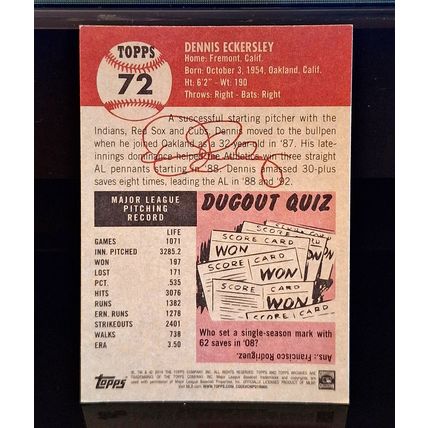 TOPPS
72
DENNIS ECKERSLEY
Home: Fremont, Calif.
Born: October 3, 1954, Oakland, Calif.
Ht: 6'2" - Wt: 190
Throws: Right - Bats: Right
A successful starting pitcher with the
Indians, Red Sox and Cubs, Dennis moved to the bullpen
when he joined Oakland as a 32-year-old in '87. His late-
innings dominance helped the Athletics win three straight
AL pennants starting in '88. Dennis amassed 30-plus
saves eight times, leading the AL in '88 and '92.
MAJOR LEAGUE
PITCHING
RECORD
LIFE
GAMES 1071
INN. PITCHED 3285.2
WON 197
LOST 171
PCT. .535
HITS 3076
RUNS 1382
ERN. RUNS 1278
STRIKEOUTS 2401
WALKS 738
ERA 3.50
DUGOUT QUIZ
SCORE CARD
SCORE CARD
WON
SCORE CARD
WON
SCORE CARD
WON
Who set a single-season mark with
62 saves in '08?
Ans.: Francisco Rodriguez.
Topps